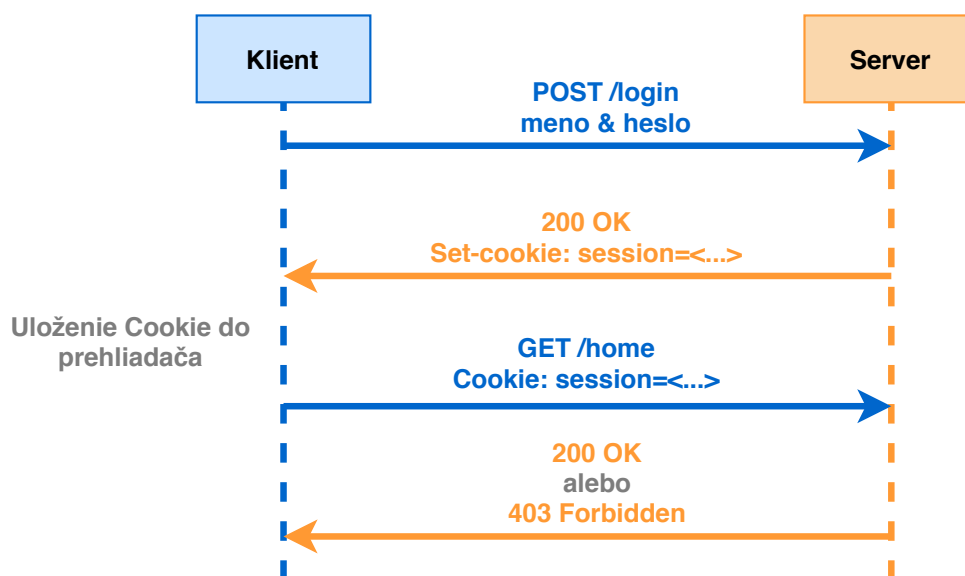 Klient
Server
POST /login
meno & heslo
200 OK
Set-cookie: session=<...>
Uloženie Cookie do
prehliadača
GET /home
Cookie: session=<...>
200 OK
alebo
403 Forbidden